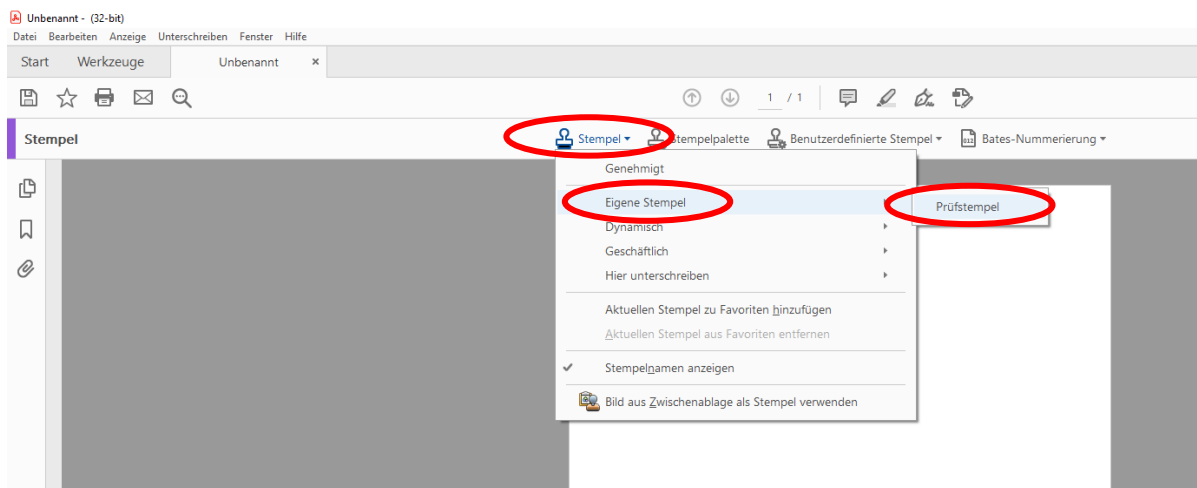 Unbenannt - (32-bit)
Datei Bearbeiten Anzeige Unterschreiben Fenster Hilfe
Start Werkzeuge Unbenannt ×
1 / 1
Stempel Stempel Stempelpalette Benutzerdefinierte Stempel 012 Bates-Nummerierung
Genehmigt
Eigene Stempel Prüfstempel
Dynamisch
Geschäftlich
Hier unterschreiben
Aktuellen Stempel zu Favoriten hinzufügen
Aktuellen Stempel aus Favoriten entfernen
Stempelnamen anzeigen
Bild aus Zwischenablage als Stempel verwenden